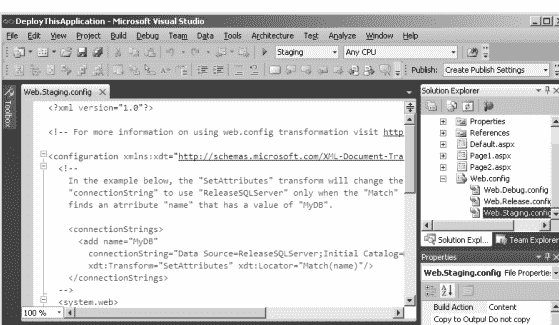 DeployThisApplication - Microsoft Visual Studio
File Edit View Project Build Debug Team Data Tools Architecture Test Analyze Window Help
Staging Any CPU
Publish: Create Publish Settings
Toolbox
Web.Staging.config
<?xml version="1.0"?>
<!-- For more information on using web.config transformation visit http
<configuration xmlns:xdt="http://schemas.microsoft.com/XML-Document-Tra
<!--
In the example below, the "SetAttributes" transform will change the
"connectionString" to use "ReleaseSQLServer" only when the "Match"
finds an atrribute "name" that has a value of "MyDB".
<connectionStrings>
<add name="MyDB"
connectionString="Data Source=ReleaseSQLServer;Initial Catalog=
xdt:Transform="SetAttributes" xdt:Locator="Match(name)"/>
</connectionStrings>
-->
<system.web>
100 %
Solution Explorer
Properties
References
Default.aspx
Page1.aspx
Page2.aspx
Web.config
Web.Debug.config
Web.Release.config
Web.Staging.config
Solution Expl... Team Explorer
Properties
Web.Staging.config File Properties
Build Action Content
Copy to Output Do not copy